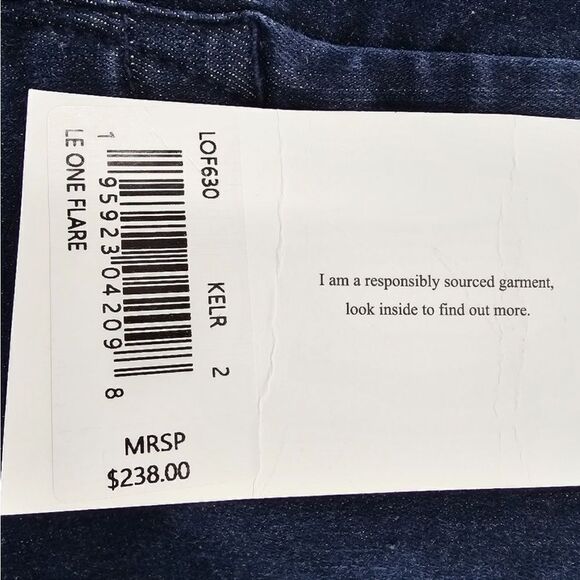 LOF630 KELR 2
1 95923 04209 8
LE ONE FLARE
MRSP
$238.00
I am a responsibly sourced garment,
look inside to find out more.